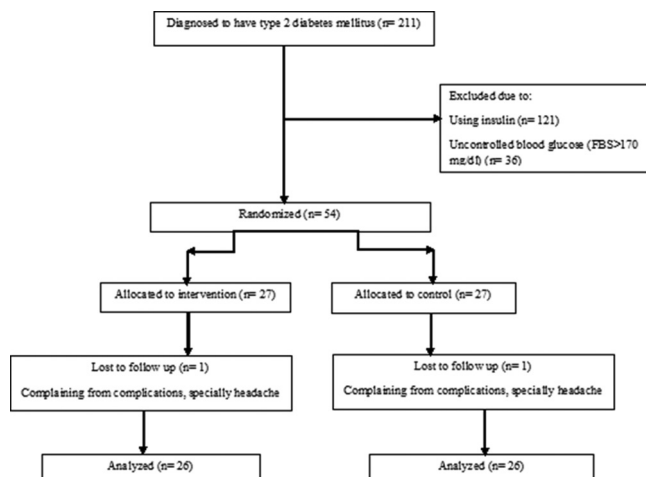 Diagnosed to have type 2 diabetes mellitus (n= 211)
Excluded due to:
Using insulin (n= 121)
Uncontrolled blood glucose (FBS>170
mg/dl) (n= 36)
Randomized (n= 54)
Allocated to intervention (n= 27)
Allocated to control (n= 27)
Lost to follow up (n= 1)
Complaining from complications, specially headache
Lost to follow up (n= 1)
Complaining from complications, specially headache
Analyzed (n= 26)
Analyzed (n= 26)